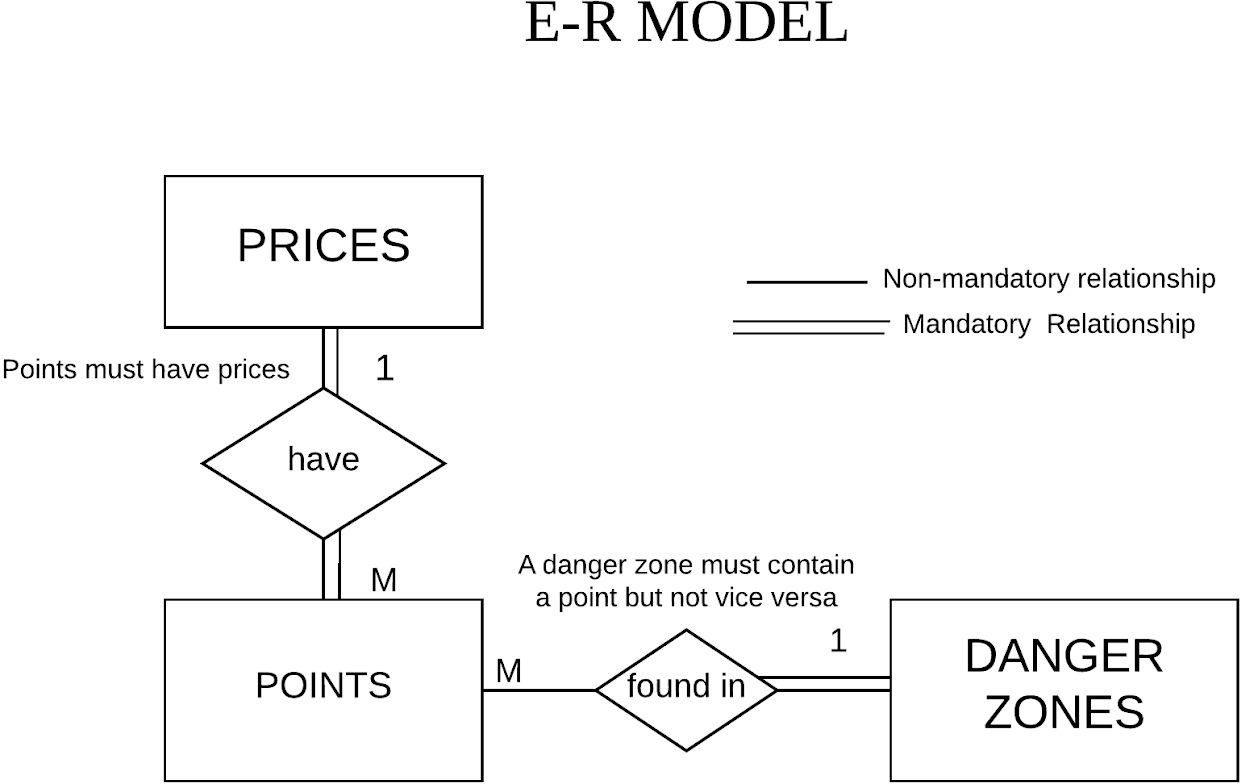 E-R MODEL
PRICES
Non-mandatory relationship
Mandatory Relationship
Points must have prices
1
have
M
A danger zone must contain
a point but not vice versa
1
M
POINTS
found in
DANGER
ZONES